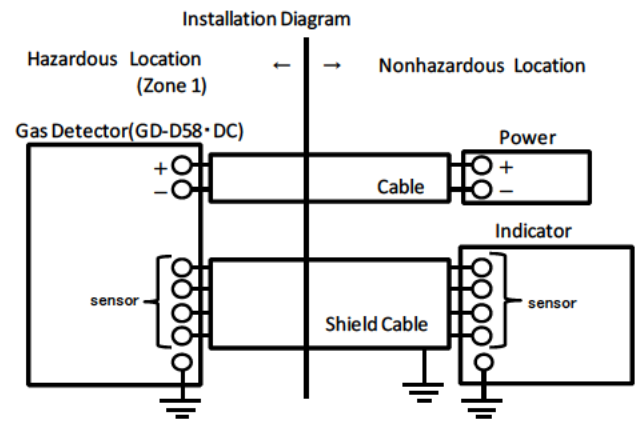 Installation Diagram
Hazardous Location
(Zone 1)
← →
Nonhazardous Location
Gas Detector(GD-D58・DC)
Power
+
−
Cable
+
−
Indicator
sensor
Shield Cable
sensor